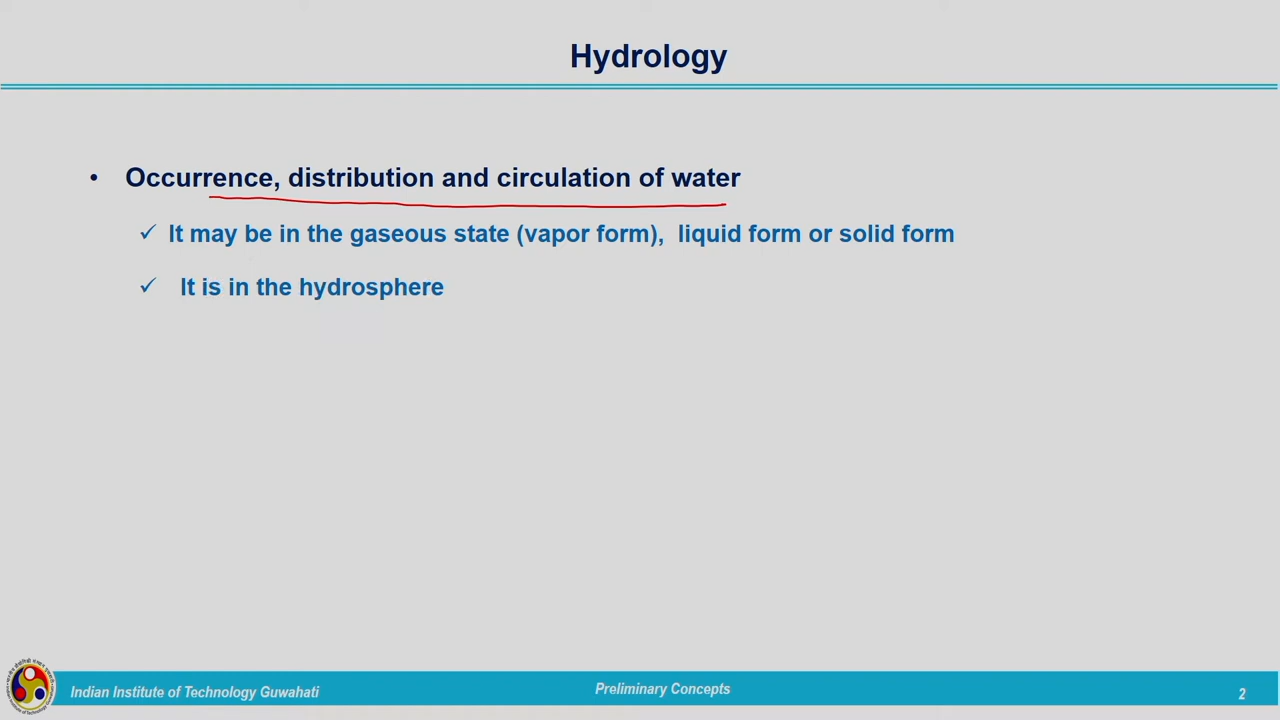 Hydrology
• Occurrence, distribution and circulation of water
✓ It may be in the gaseous state (vapor form), liquid form or solid form
✓ It is in the hydrosphere
Indian Institute of Technology Guwahati
Preliminary Concepts
2